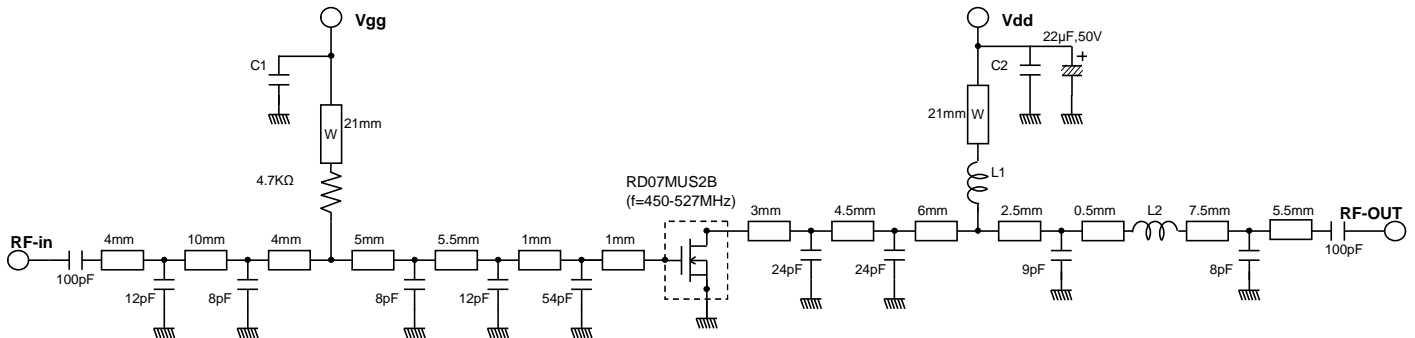 Vgg
Vdd
22µF,50V
+
C1
C2
W
21mm
21mm
W
4.7KΩ
L1
RD07MUS2B
(f=450-527MHz)
3mm
4.5mm
6mm
2.5mm
0.5mm
L2
7.5mm
5.5mm
RF-OUT
RF-in
4mm
10mm
4mm
5mm
5.5mm
1mm
1mm
100pF
100pF
24pF
24pF
9pF
8pF
12pF
8pF
8pF
12pF
54pF